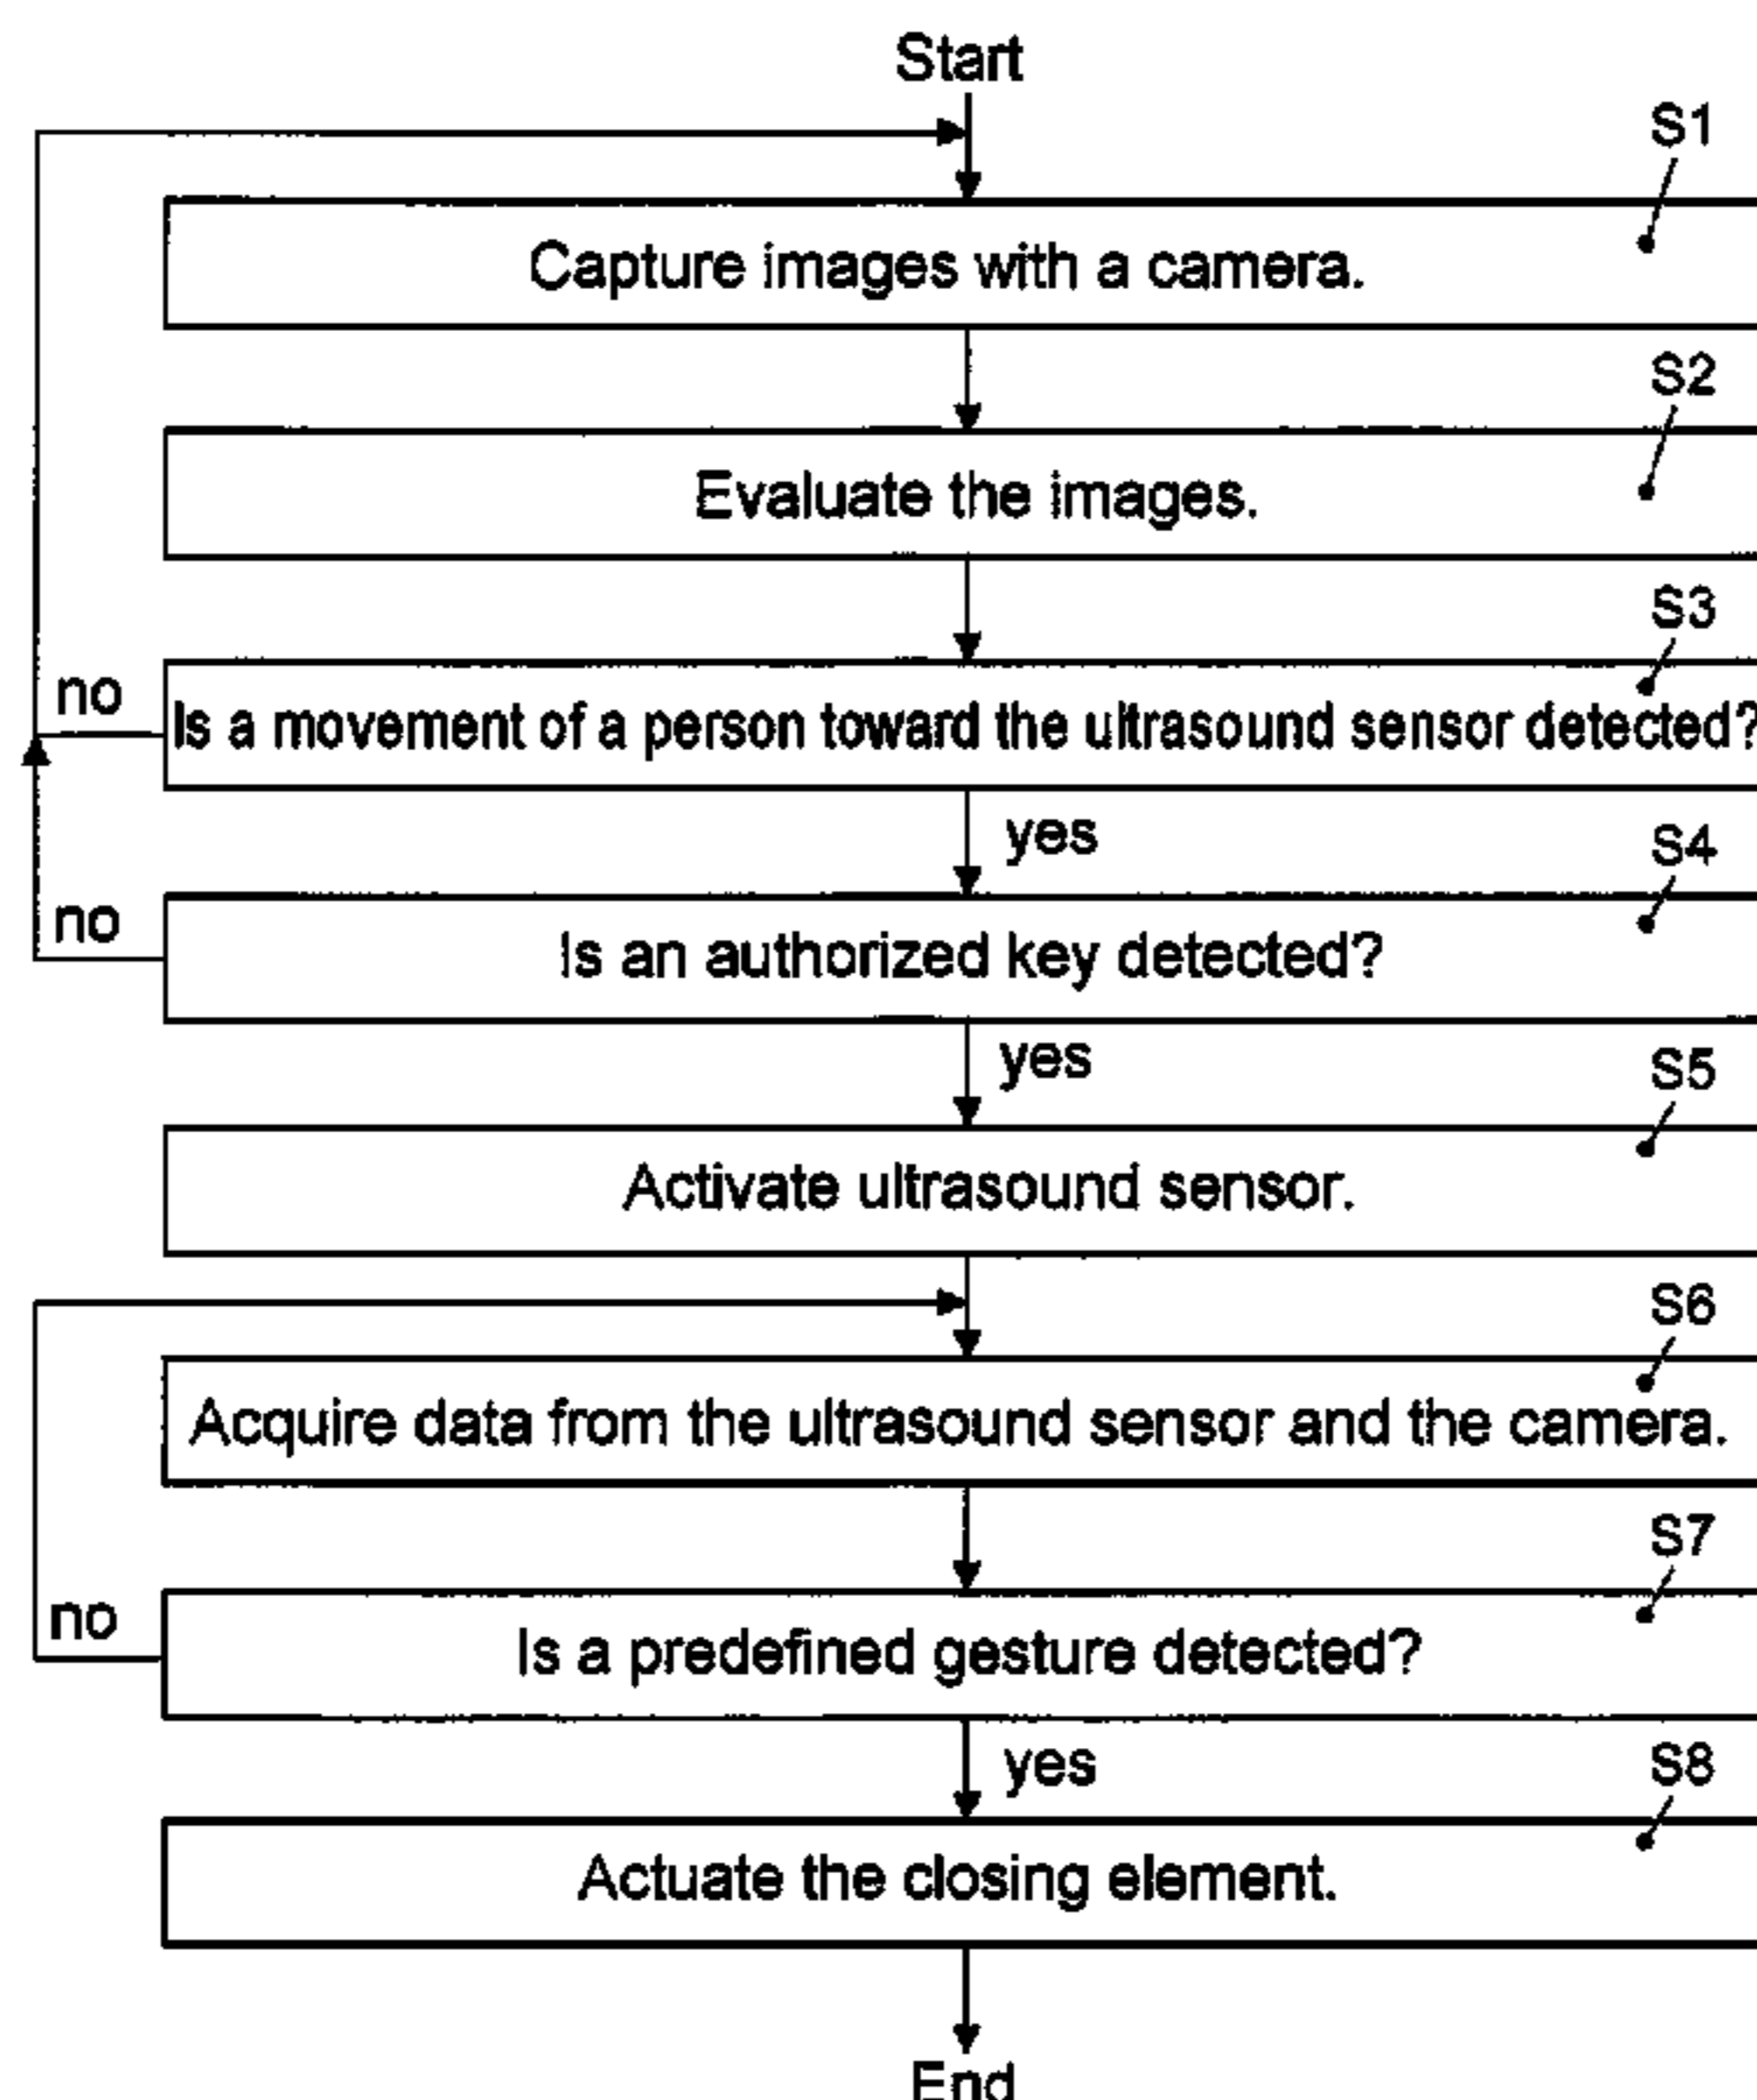 Start
S1
Capture images with a camera.
S2
Evaluate the images.
S3
no
Is a movement of a person toward the ultrasound sensor detected?
yes
S4
no
Is an authorized key detected?
yes
S5
Activate ultrasound sensor.
S6
Acquire data from the ultrasound sensor and the camera.
S7
no
Is a predefined gesture detected?
yes
S8
Actuate the closing element.
End